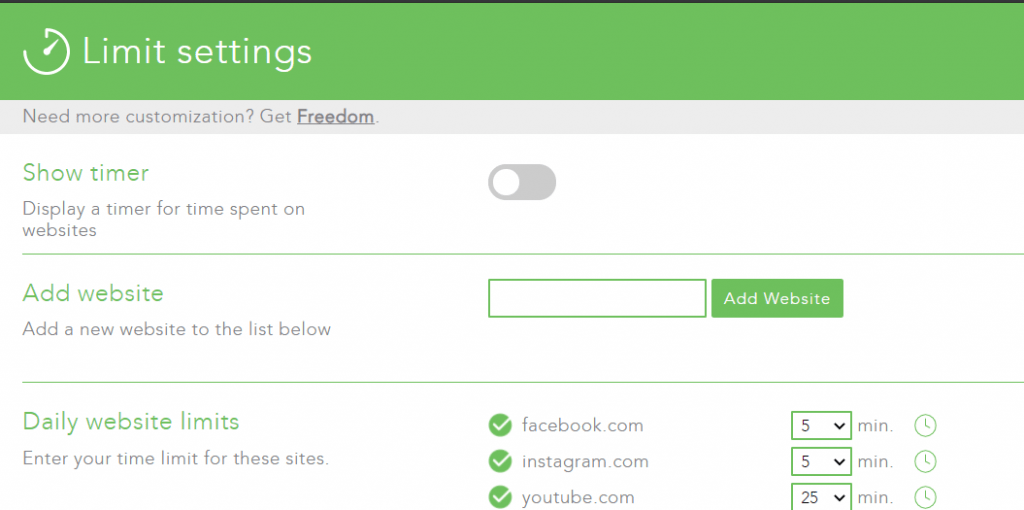 Limit settings
Need more customization? Get Freedom.
Show timer
Display a timer for time spent on
websites
Add website
Add a new website to the list below
Add Website
Daily website limits
Enter your time limit for these sites.
facebook.com 5 min.
instagram.com 5 min.
youtube.com 25 min.